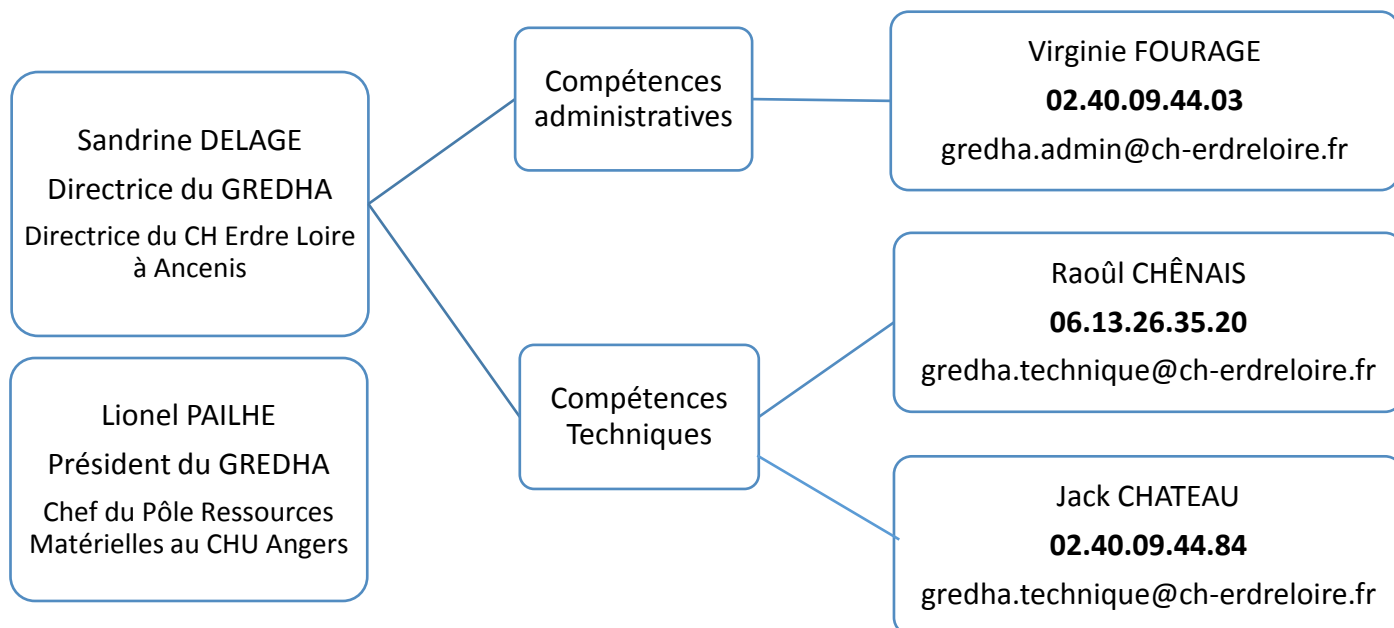 Sandrine DELAGE
Directrice du GREDHA
Directrice du CH Erdre Loire
à Ancenis
Lionel PAILHE
Président du GREDHA
Chef du Pôle Ressources
Matérielles au CHU Angers
Compétences
administratives
Compétences
Techniques
Virginie FOURAGE
02.40.09.44.03
gredha.admin@ch-erdreloire.fr
Raoûl CHÊNAIS
06.13.26.35.20
gredha.technique@ch-erdreloire.fr
Jack CHATEAU
02.40.09.44.84
gredha.technique@ch-erdreloire.fr